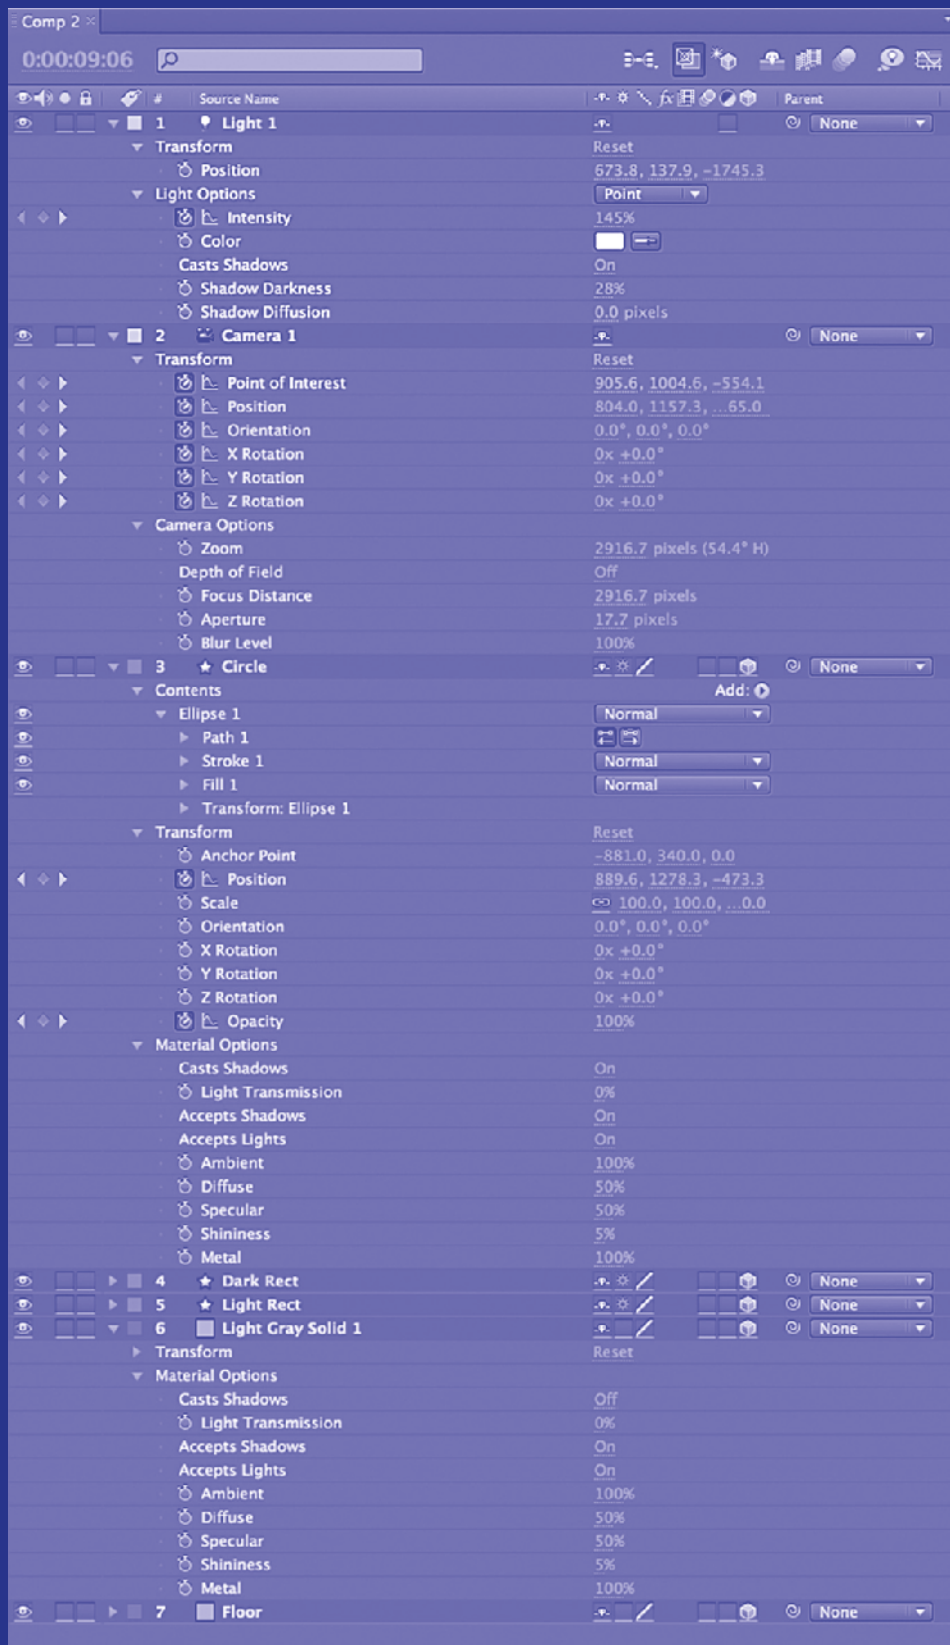 Comp 2
0:00:09:06
# Source Name fx Parent
1 Light 1 None
Transform Reset
Position 673.8, 137.9, -1745.3
Light Options Point
Intensity 145%
Color
Casts Shadows On
Shadow Darkness 28%
Shadow Diffusion 0.0 pixels
2 Camera 1 None
Transform Reset
Point of Interest 905.6, 1004.6, -554.1
Position 804.0, 1157.3, ...65.0
Orientation 0.0°, 0.0°, 0.0°
X Rotation 0x +0.0°
Y Rotation 0x +0.0°
Z Rotation 0x +0.0°
Camera Options
Zoom 2916.7 pixels (54.4° H)
Depth of Field Off
Focus Distance 2916.7 pixels
Aperture 17.7 pixels
Blur Level 100%
3 Circle None
Contents Add:
Ellipse 1 Normal
Path 1
Stroke 1 Normal
Fill 1 Normal
Transform: Ellipse 1
Transform Reset
Anchor Point -881.0, 340.0, 0.0
Position 889.6, 1278.3, -473.3
Scale 100.0, 100.0, ...0.0
Orientation 0.0°, 0.0°, 0.0°
X Rotation 0x +0.0°
Y Rotation 0x +0.0°
Z Rotation 0x +0.0°
Opacity 100%
Material Options
Casts Shadows On
Light Transmission 0%
Accepts Shadows On
Accepts Lights On
Ambient 100%
Diffuse 50%
Specular 50%
Shininess 5%
Metal 100%
4 Dark Rect None
5 Light Rect None
6 Light Gray Solid 1 None
Transform Reset
Material Options
Casts Shadows Off
Light Transmission 0%
Accepts Shadows On
Accepts Lights On
Ambient 100%
Diffuse 50%
Specular 50%
Shininess 5%
Metal 100%
7 Floor None